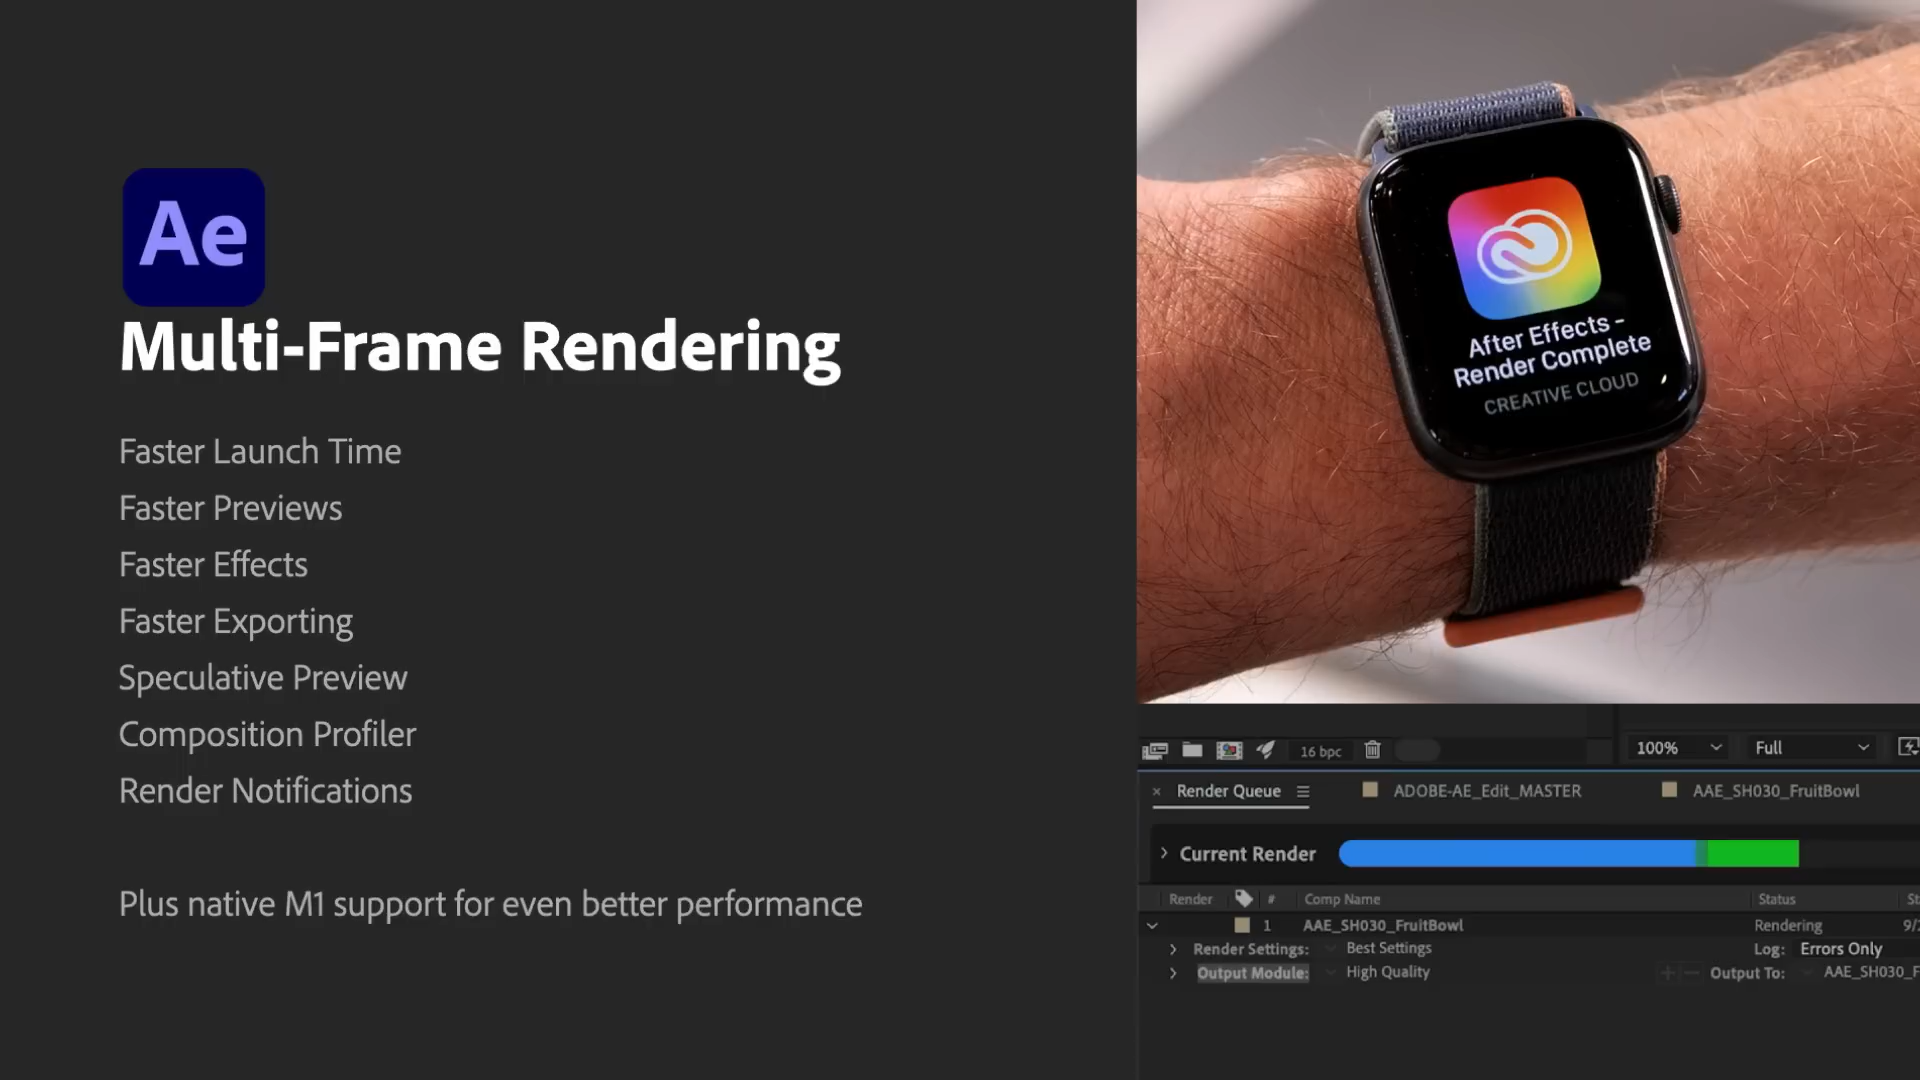 Ae
Multi-Frame Rendering
Faster Launch Time
Faster Previews
Faster Effects
Faster Exporting
Speculative Preview
Composition Profiler
Render Notifications
Plus native M1 support for even better performance
After Effects -
Render Complete
CREATIVE CLOUD
16 bpc
100% Full
Render Queue ADOBE-AE_Edit_MASTER AAE_SH030_FruitBowl
Current Render
Render # Comp Name Status St
1 AAE_SH030_FruitBowl Rendering 9/
Render Settings: Best Settings Log: Errors Only
Output Module: High Quality + - Output To: AAE_SH030_F